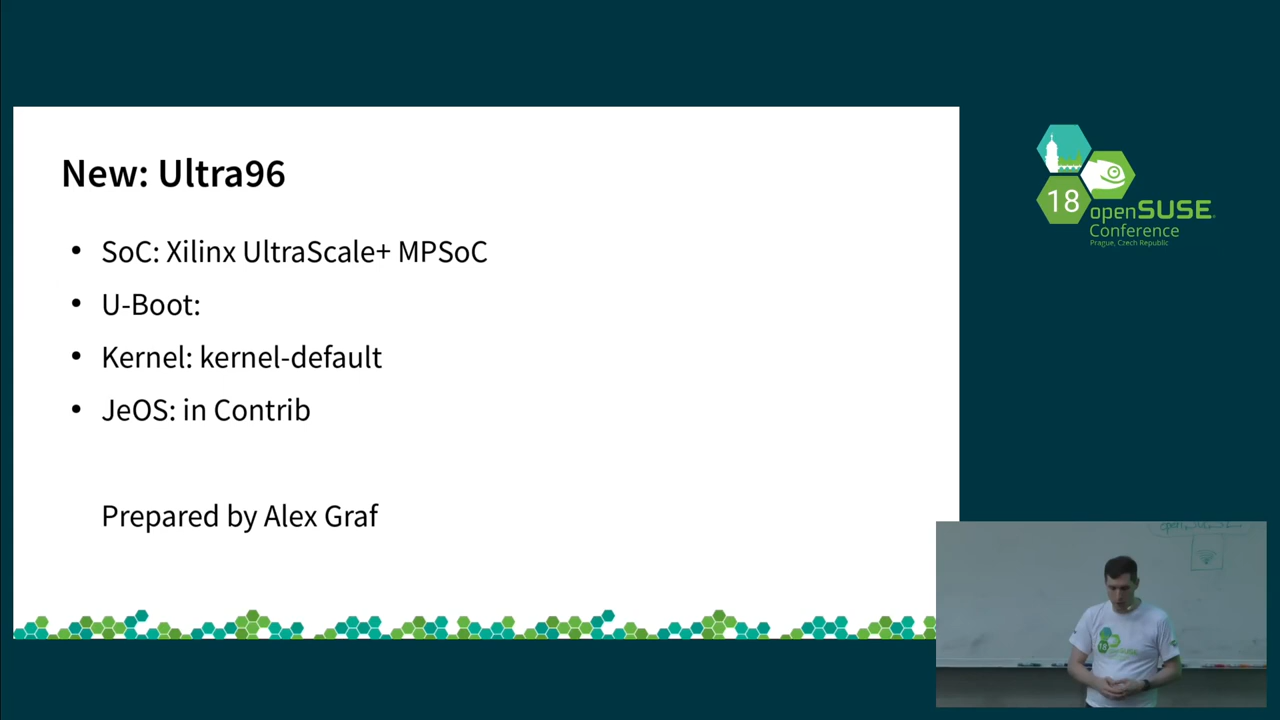 New: Ultra96
• SoC: Xilinx UltraScale+ MPSoC
• U-Boot:
• Kernel: kernel-default
• JeOS: in Contrib
Prepared by Alex Graf
18
openSUSE
Conference
Prague, Czech Republic
18